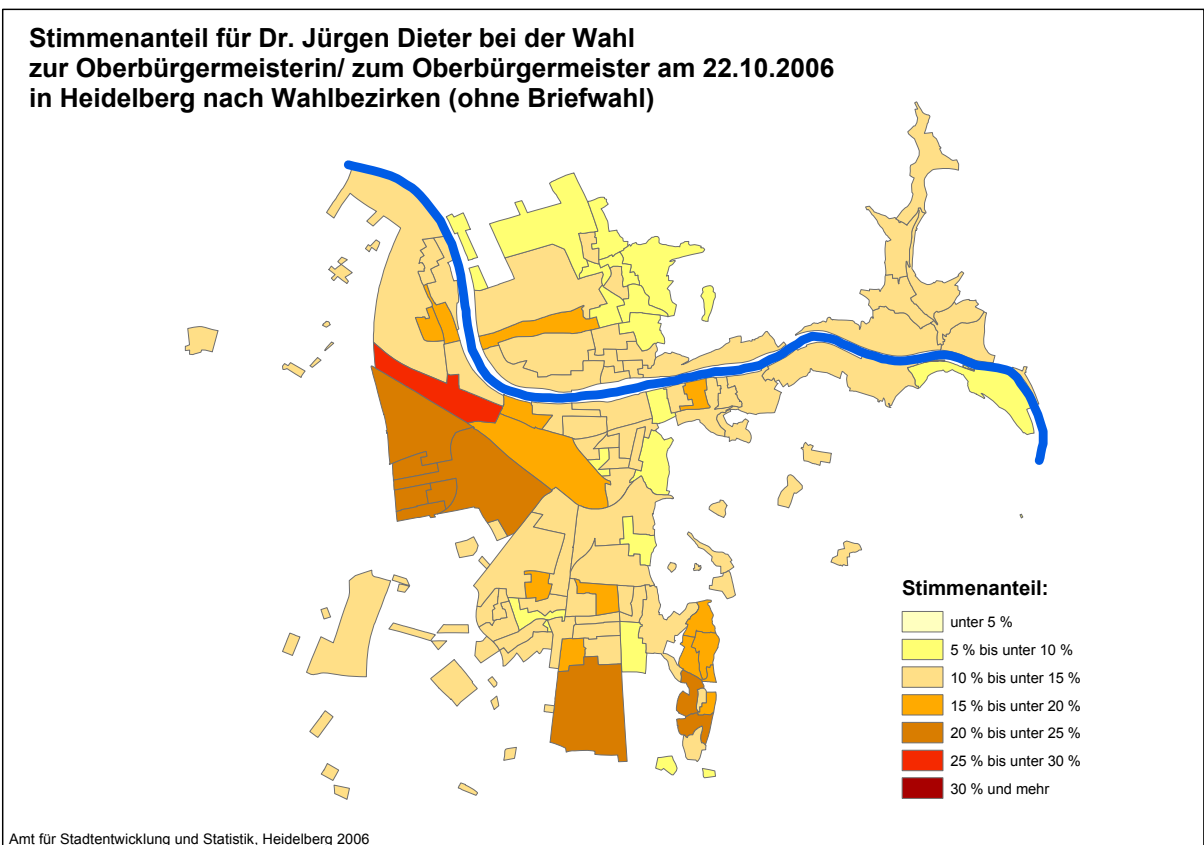 Stimmenanteil für Dr. Jürgen Dieter bei der Wahl
zur Oberbürgermeisterin/ zum Oberbürgermeister am 22.10.2006
in Heidelberg nach Wahlbezirken (ohne Briefwahl)
Stimmenanteil:
unter 5 %
5 % bis unter 10 %
10 % bis unter 15 %
15 % bis unter 20 %
20 % bis unter 25 %
25 % bis unter 30 %
30 % und mehr
Amt für Stadtentwicklung und Statistik, Heidelberg 2006